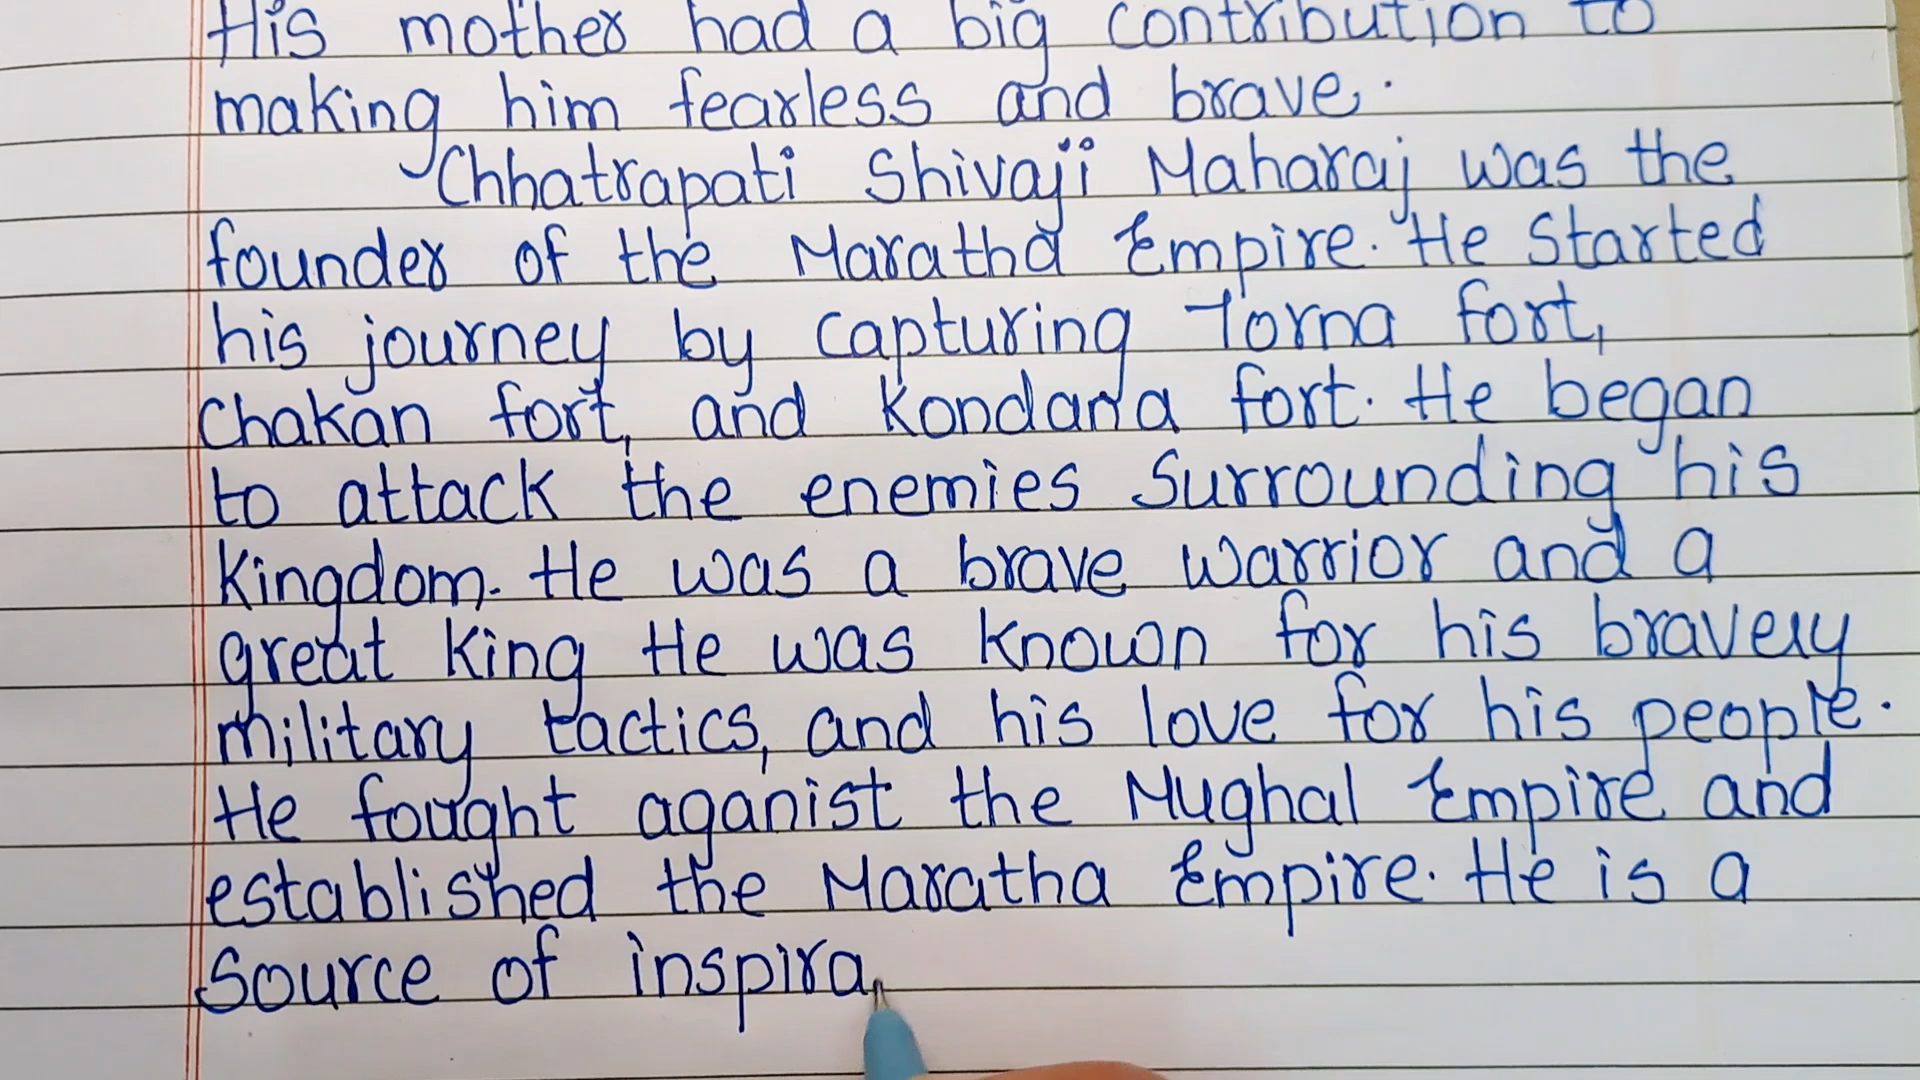 His mother had a big contribution to
making him fearless and brave.
Chhatrapati Shivaji Maharaj was the
founder of the Maratha Empire. He started
his journey by capturing Torna fort,
Chakan fort, and Kondana fort. He began
to attack the enemies surrounding his
Kingdom. He was a brave warrior and a
great King He was known for his bravery
military tactics, and his love for his people.
He fought aganist the Mughal Empire and
established the Maratha Empire. He is a
Source of inspira